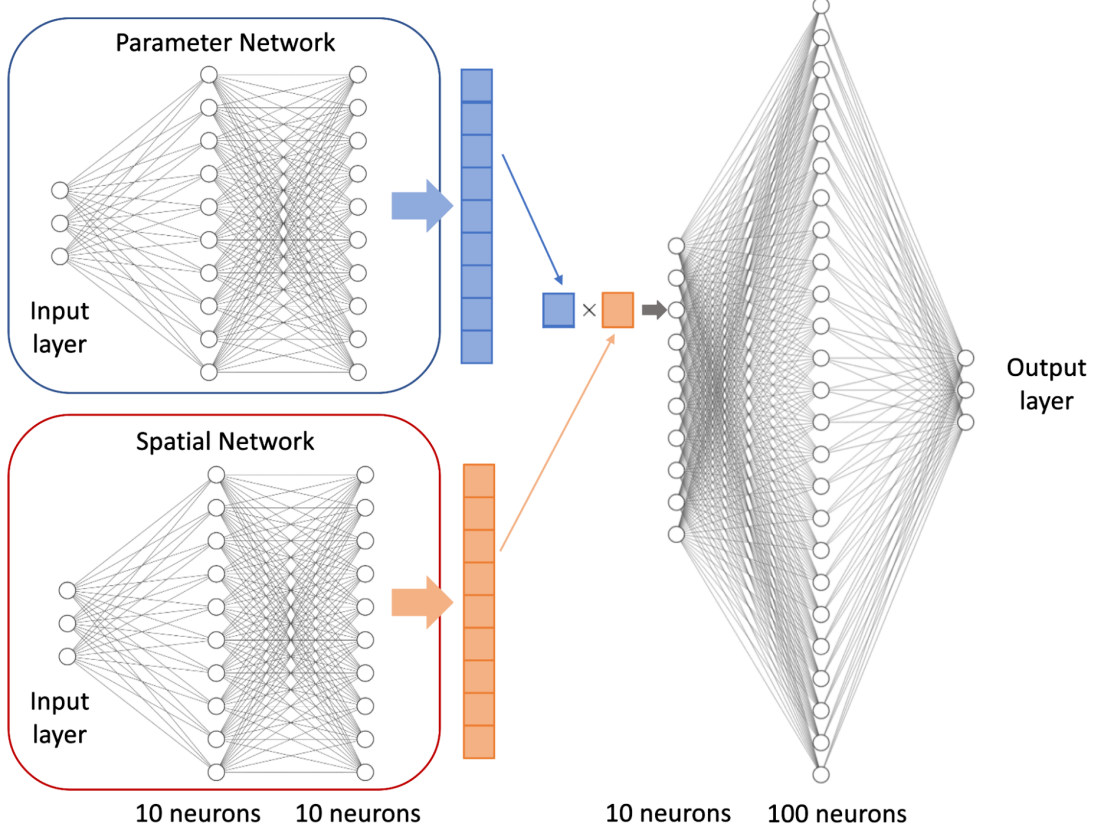 Parameter Network
Input
layer
×
Output
layer
Spatial Network
Input
layer
10 neurons
10 neurons
10 neurons
100 neurons